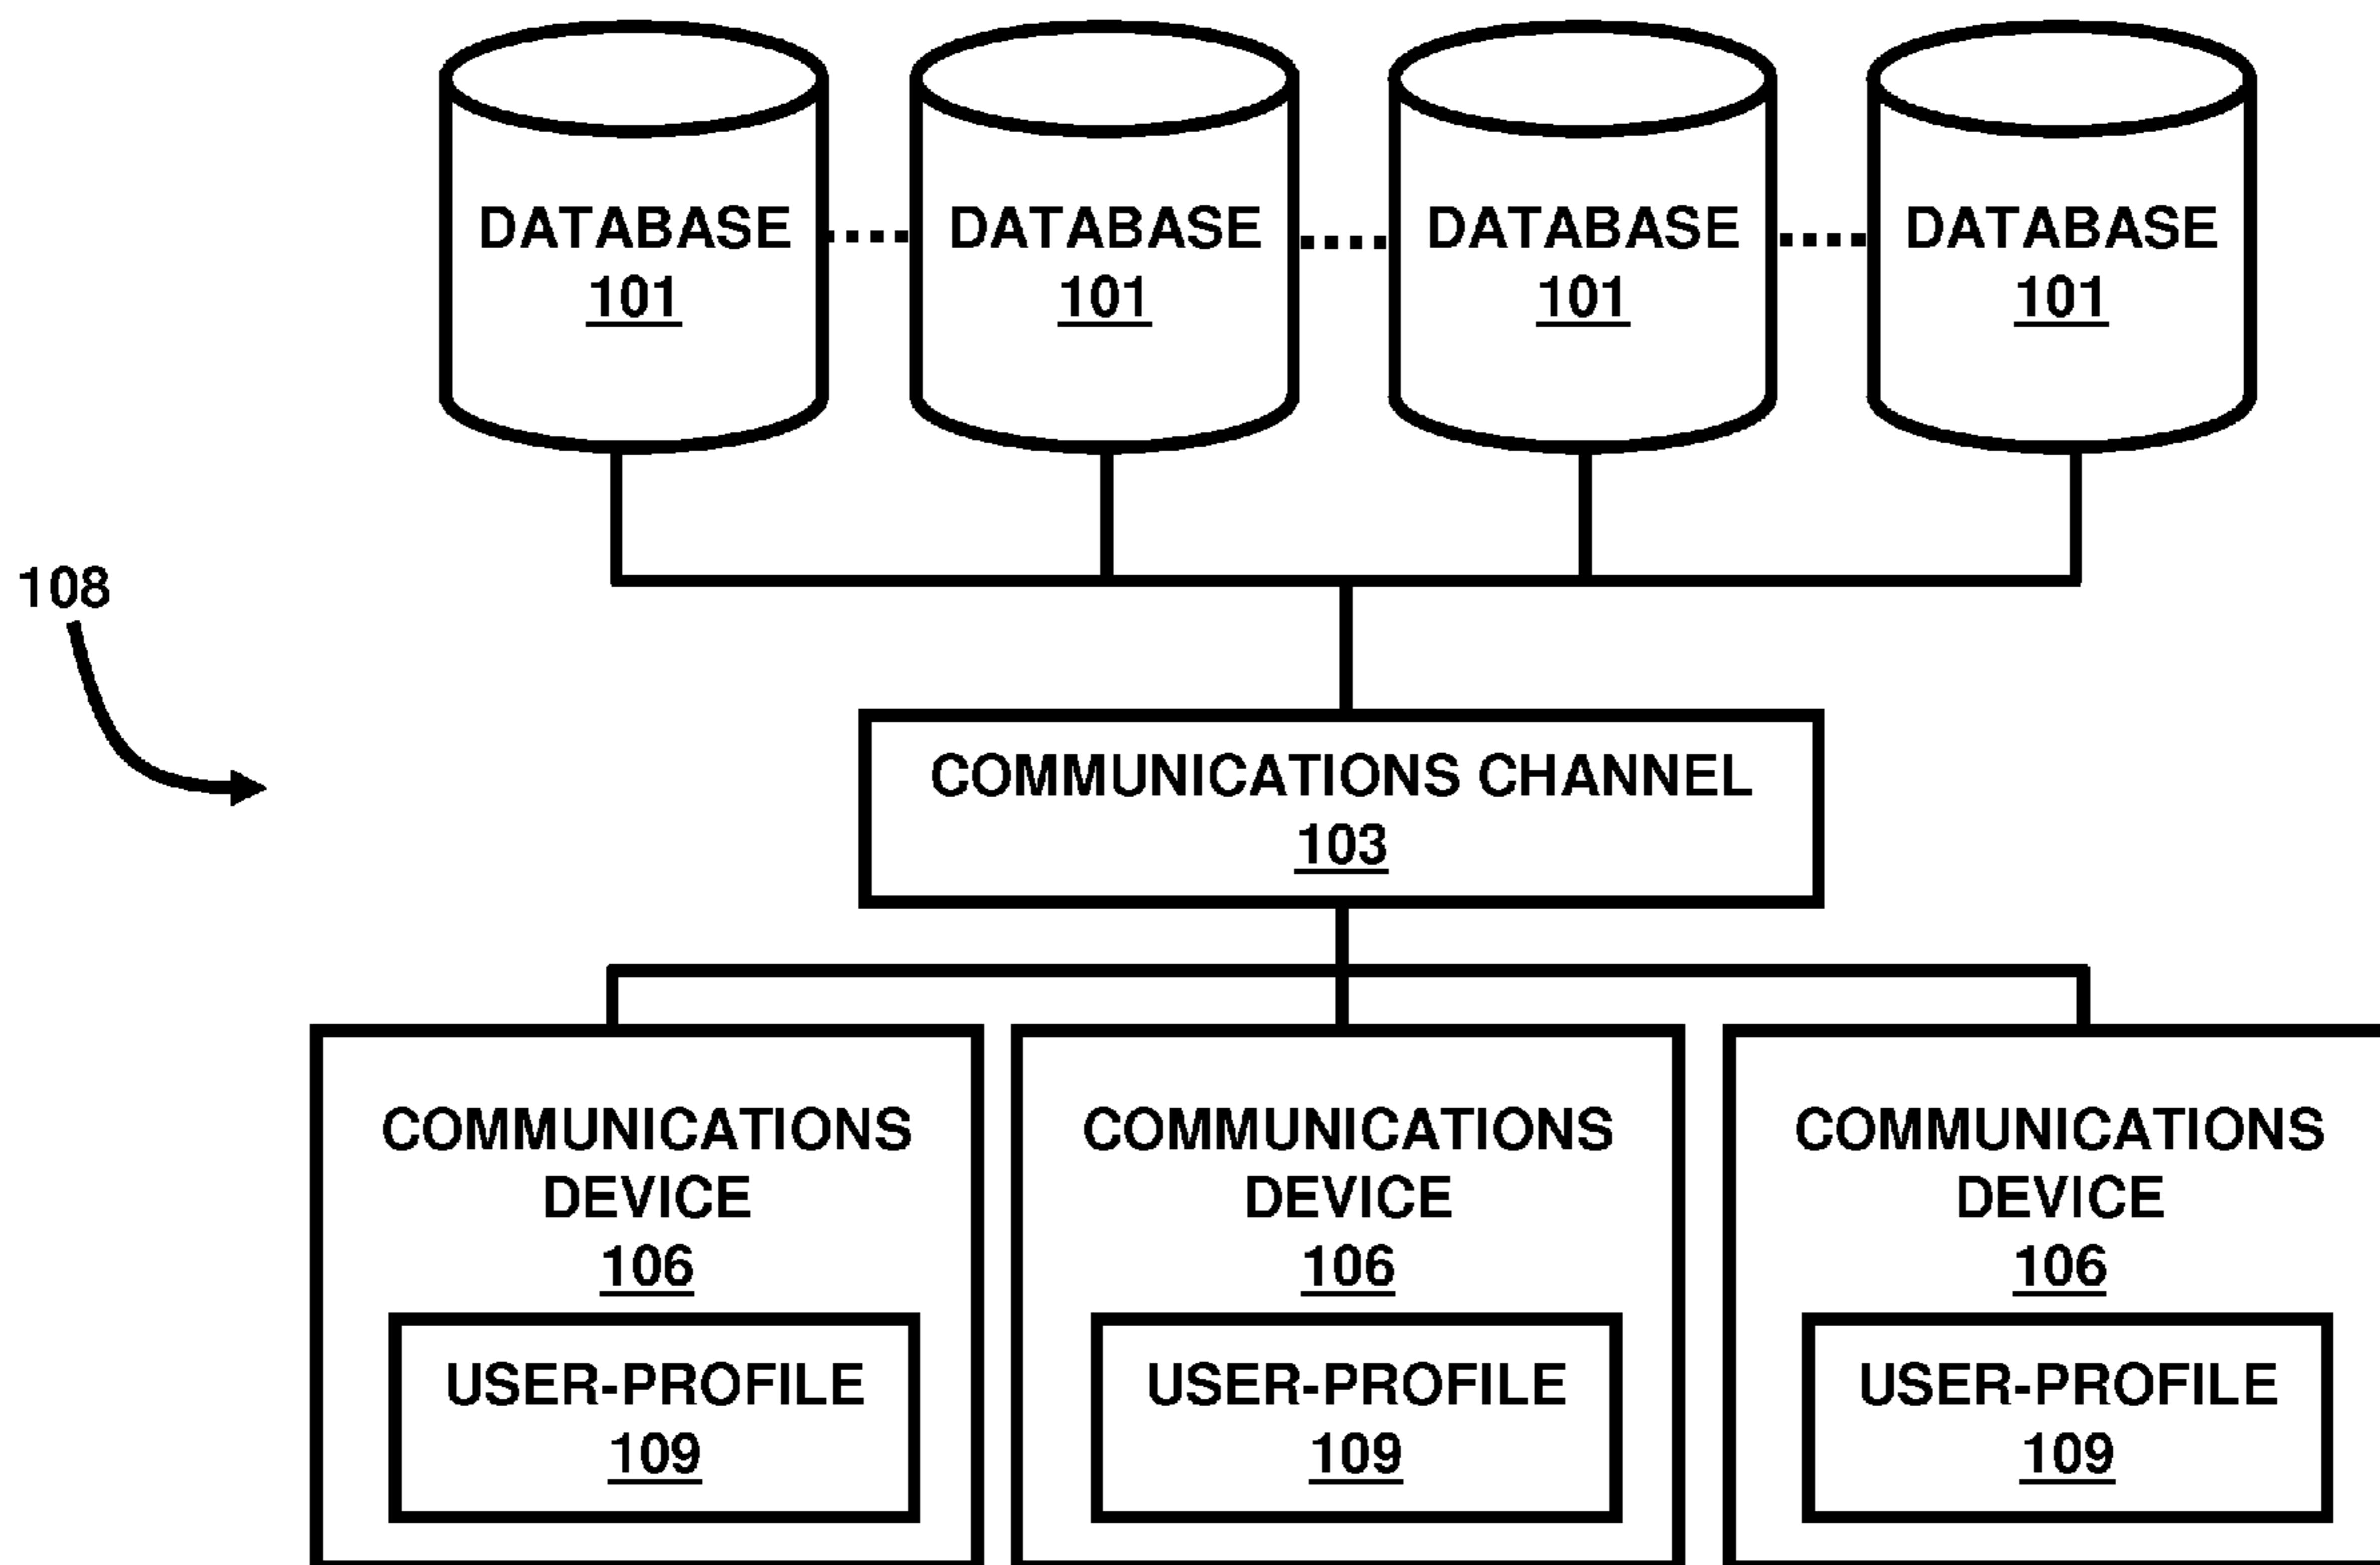 DATABASE DATABASE DATABASE DATABASE
101 101 101 101
108
COMMUNICATIONS CHANNEL
103
COMMUNICATIONS COMMUNICATIONS COMMUNICATIONS
DEVICE DEVICE DEVICE
106 106 106
USER-PROFILE USER-PROFILE USER-PROFILE
109 109 109